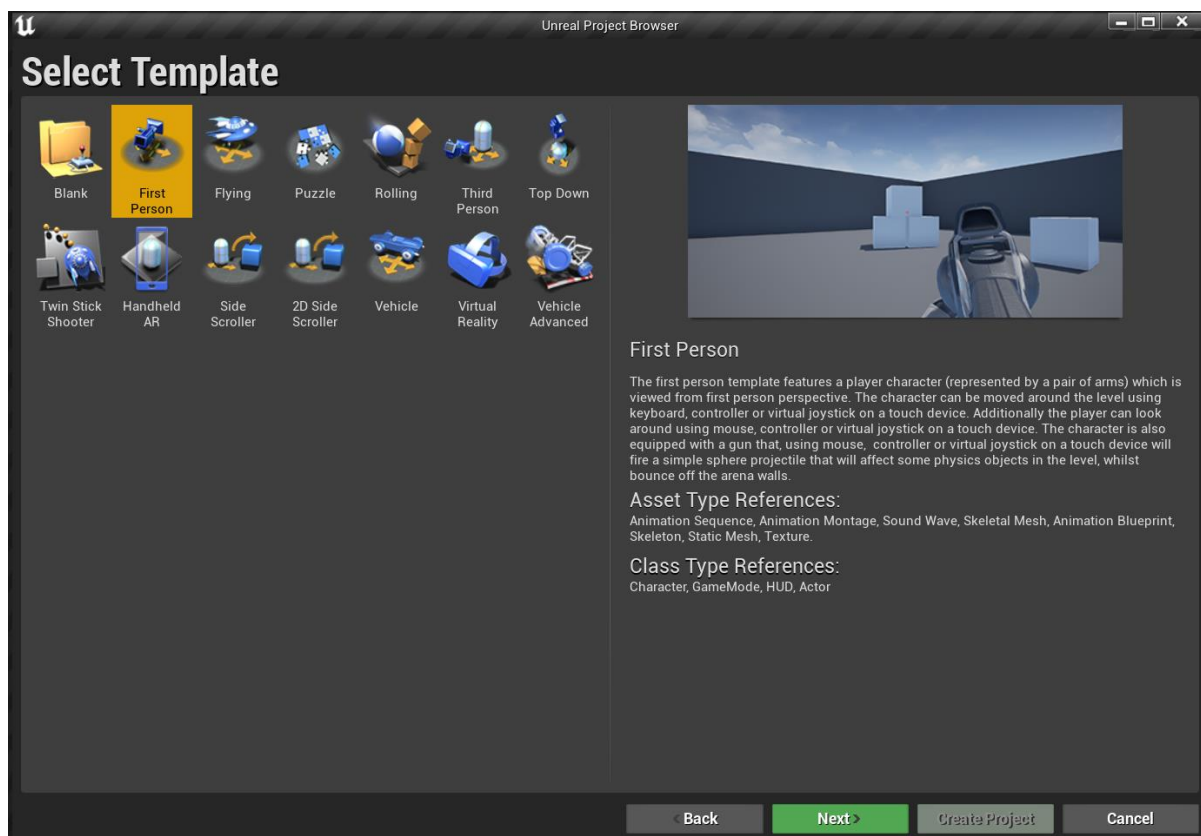 Unreal Project Browser
Select Template
Blank
First
Person
Flying
Puzzle
Rolling
Third
Person
Top Down
Twin Stick
Shooter
Handheld
AR
Side
Scroller
2D Side
Scroller
Vehicle
Virtual
Reality
Vehicle
Advanced
First Person
The first person template features a player character (represented by a pair of arms) which is
viewed from first person perspective. The character can be moved around the level using
keyboard, controller or virtual joystick on a touch device. Additionally the player can look
around using mouse, controller or virtual joystick on a touch device. The character is also
equipped with a gun that, using mouse, controller or virtual joystick on a touch device will
fire a simple sphere projectile that will affect some physics objects in the level, whilst
bounce off the arena walls.
Asset Type References:
Animation Sequence, Animation Montage, Sound Wave, Skeletal Mesh, Animation Blueprint,
Skeleton, Static Mesh, Texture.
Class Type References:
Character, GameMode, HUD, Actor
< Back
Next >
Create Project
Cancel